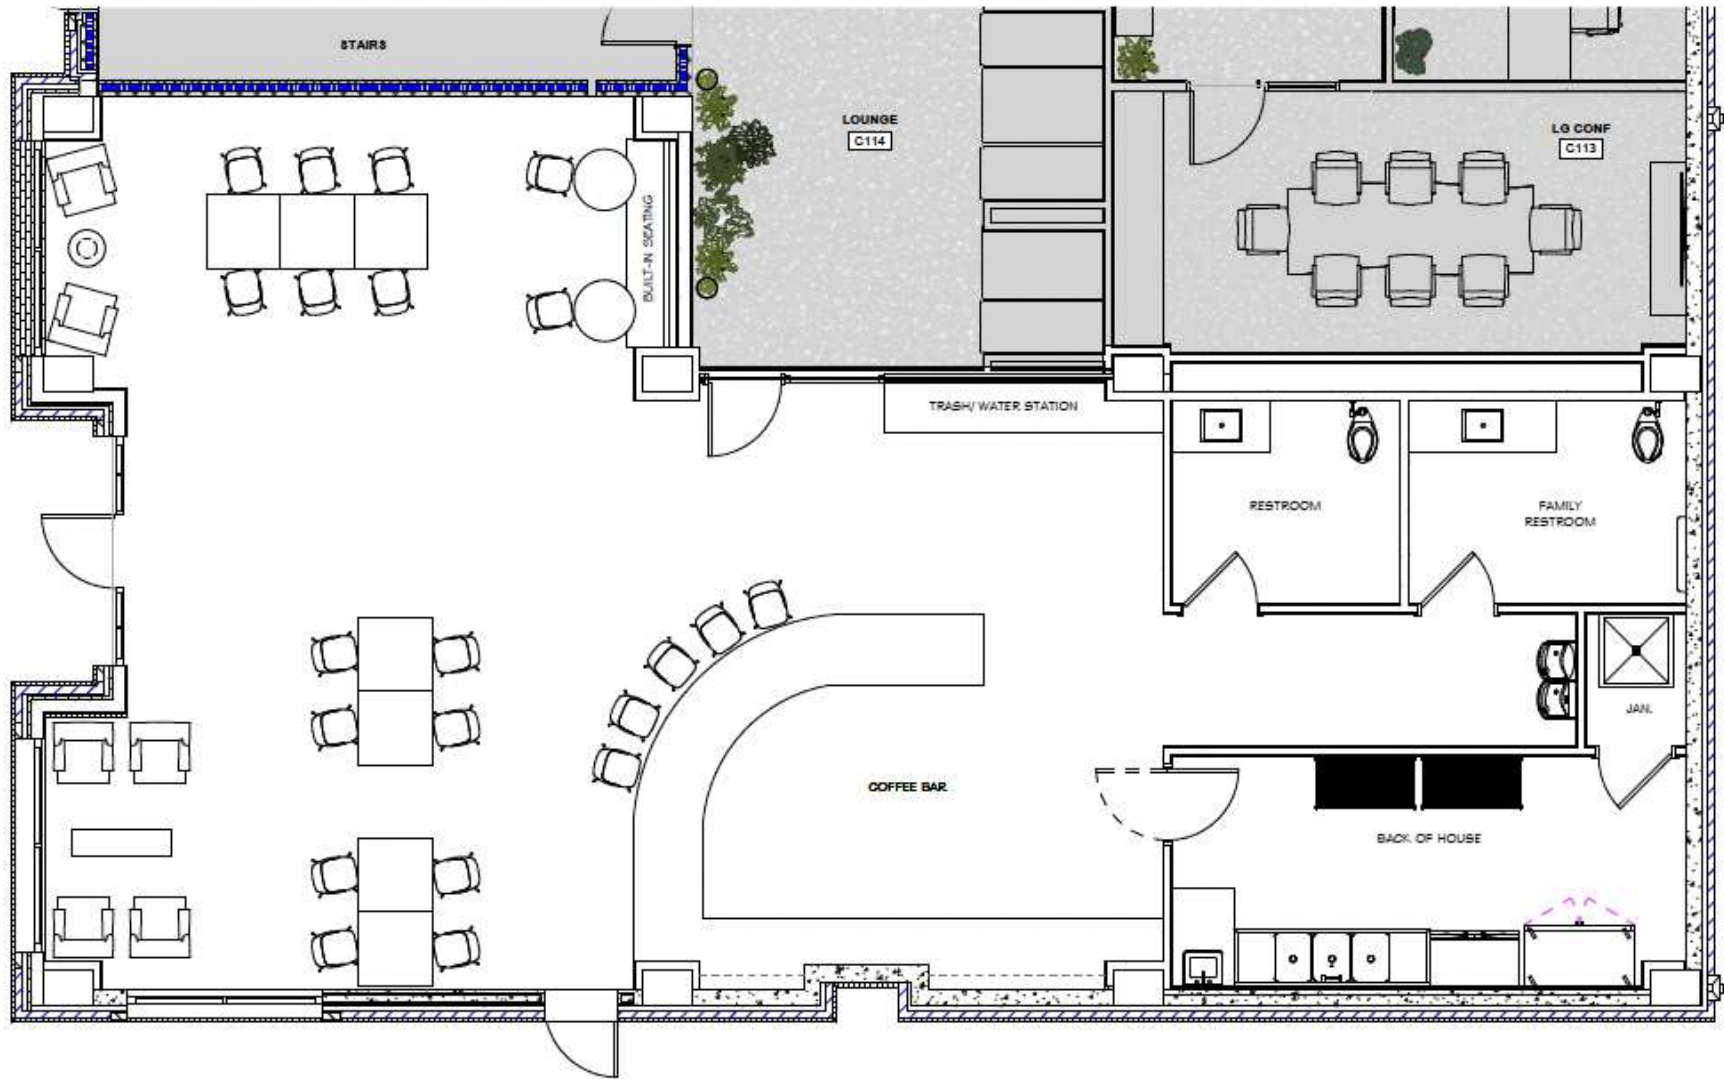 STAIRS
LOUNGE
C114
LG CONF
C113
BUILT-IN SEATING
TRASH/ WATER STATION
RESTROOM
FAMILY
RESTROOM
JAN.
COFFEE BAR
BACK OF HOUSE